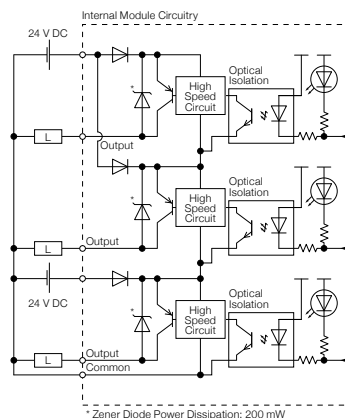 Internal Module Circuitry
24 V DC
Optical
Isolation
High
Speed
Circuit
*
L
Output
Optical
Isolation
High
Speed
Circuit
*
Output
L
Optical
Isolation
24 V DC
High
Speed
Circuit
*
Output
L
Common
* Zener Diode Power Dissipation: 200 mW